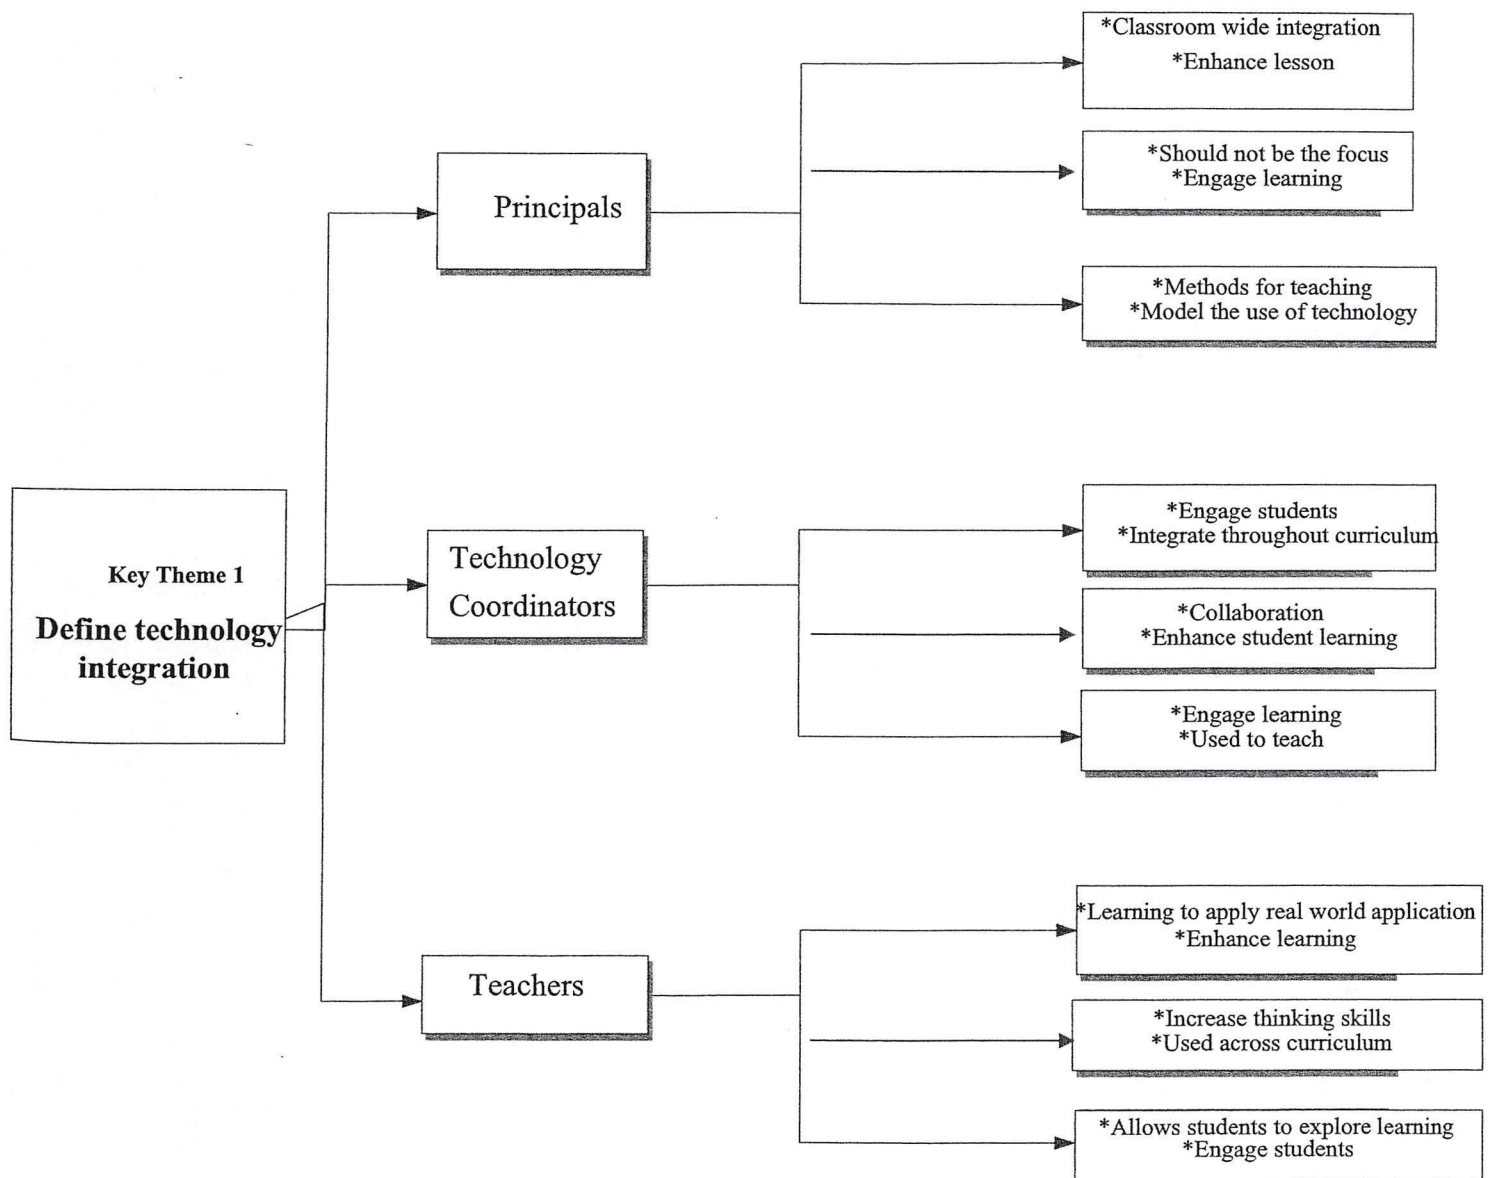 Key Theme 1
Define technology
integration
Principals
*Classroom wide integration
*Enhance lesson
*Should not be the focus
*Engage learning
*Methods for teaching
*Model the use of technology
Technology
Coordinators
*Engage students
*Integrate throughout curriculum
*Collaboration
*Enhance student learning
*Engage learning
*Used to teach
Teachers
*Learning to apply real world application
*Enhance learning
*Increase thinking skills
*Used across curriculum
*Allows students to explore learning
*Engage students